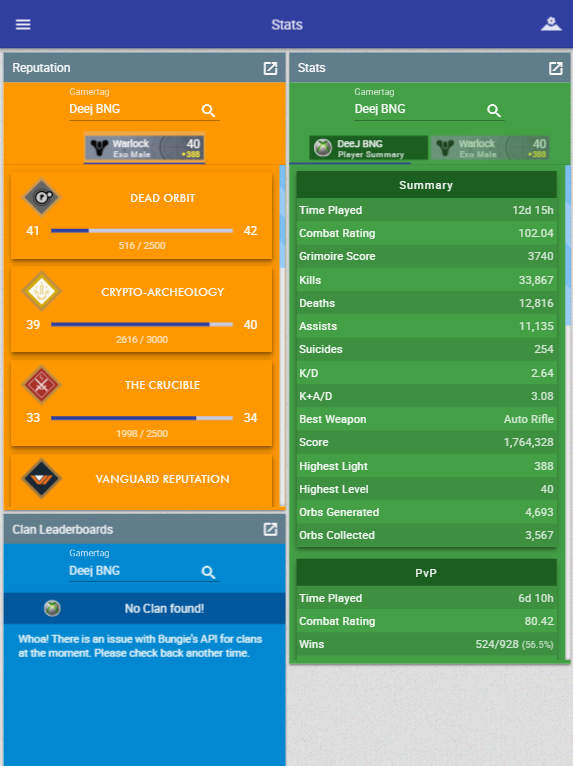 Stats
Reputation
Gamertag
Deej BNG
Warlock 40
Exo Male +388
DEAD ORBIT
41 42
516 / 2500
CRYPTO-ARCHEOLOGY
39 40
2616 / 3000
THE CRUCIBLE
33 34
1998 / 2500
VANGUARD REPUTATION
Clan Leaderboards
Gamertag
Deej BNG
No Clan found!
Whoa! There is an issue with Bungie's API for clans
at the moment. Please check back another time.
Stats
Gamertag
Deej BNG
DeeJ BNG
Player Summary
Warlock 40
Exo Male +388
Summary
Time Played 12d 15h
Combat Rating 102.04
Grimoire Score 3740
Kills 33,867
Deaths 12,816
Assists 11,135
Suicides 254
K/D 2.64
K+A/D 3.08
Best Weapon Auto Rifle
Score 1,764,328
Highest Light 388
Highest Level 40
Orbs Generated 4,693
Orbs Collected 3,567
PvP
Time Played 6d 10h
Combat Rating 80.42
Wins 524/928 (56.5%)